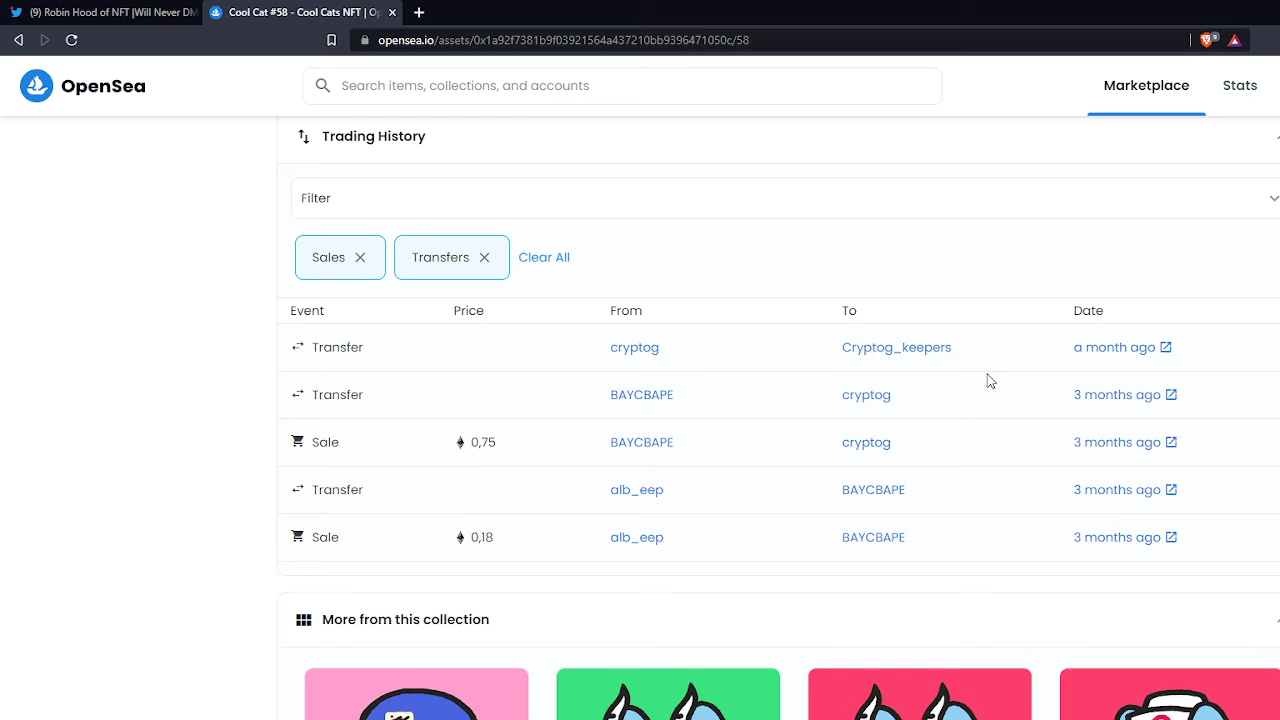 (9) Robin Hood of NFT |Will Never DM
Cool Cat #58 - Cool Cats NFT | Op
opensea.io/assets/0x1a92f7381b9f03921564a437210bb9396471050c/58
OpenSea
Search items, collections, and accounts
Marketplace
Stats
Trading History
Filter
Sales
Transfers
Clear All
Event Price From To Date
Transfer cryptog Cryptog_keepers a month ago
Transfer BAYCBAPE cryptog 3 months ago
Sale 0,75 BAYCBAPE cryptog 3 months ago
Transfer alb_eep BAYCBAPE 3 months ago
Sale 0,18 alb_eep BAYCBAPE 3 months ago
More from this collection